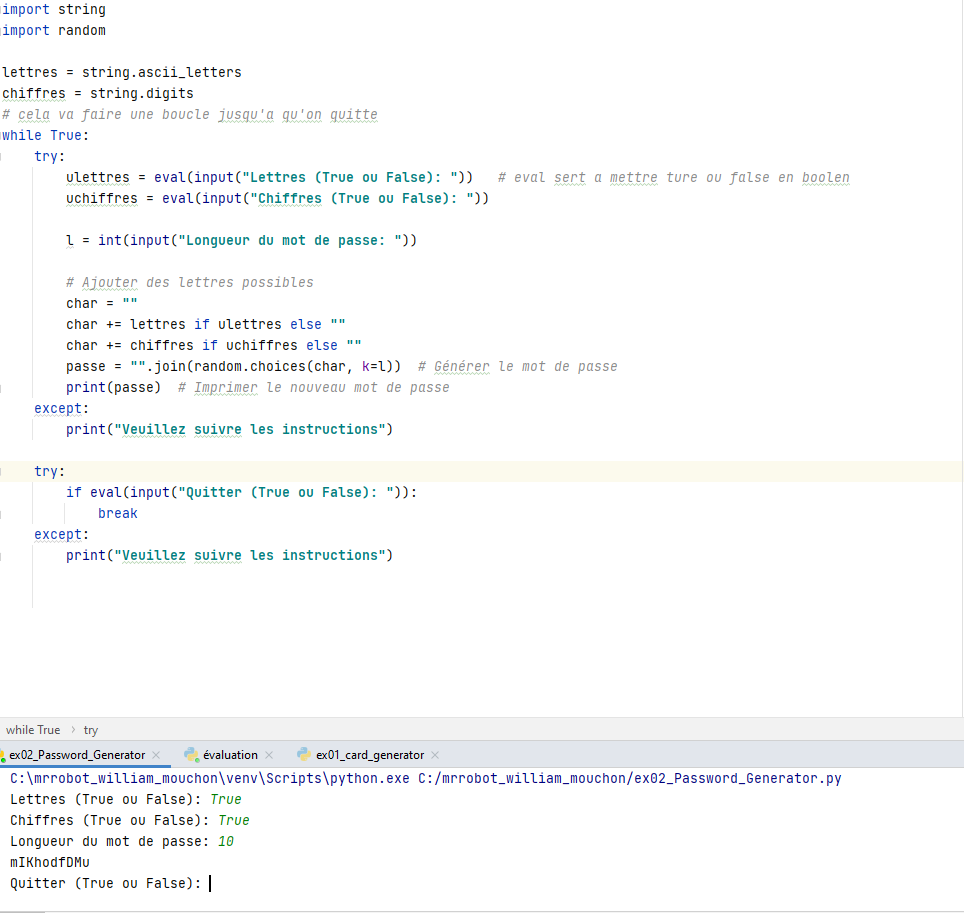 import string
import random
lettres = string.ascii_letters
chiffres = string.digits
# cela va faire une boucle jusqu'a qu'on quitte
while True:
    try:
        ulettres = eval(input("Lettres (True ou False): "))   # eval sert a mettre ture ou false en boolen
        uchiffres = eval(input("Chiffres (True ou False): "))
        l = int(input("Longueur du mot de passe: "))
        # Ajouter des lettres possibles
        char = ""
        char += lettres if ulettres else ""
        char += chiffres if uchiffres else ""
        passe = "".join(random.choices(char, k=l))  # Générer le mot de passe
        print(passe)  # Imprimer le nouveau mot de passe
    except:
        print("Veuillez suivre les instructions")
    try:
        if eval(input("Quitter (True ou False): ")):
            break
    except:
        print("Veuillez suivre les instructions")
while True > try
ex02_Password_Generator × évaluation × ex01_card_generator ×
C:\mrrobot_william_mouchon\venv\Scripts\python.exe C:/mrrobot_william_mouchon/ex02_Password_Generator.py
Lettres (True ou False): True
Chiffres (True ou False): True
Longueur du mot de passe: 10
mIKhodfDMu
Quitter (True ou False):